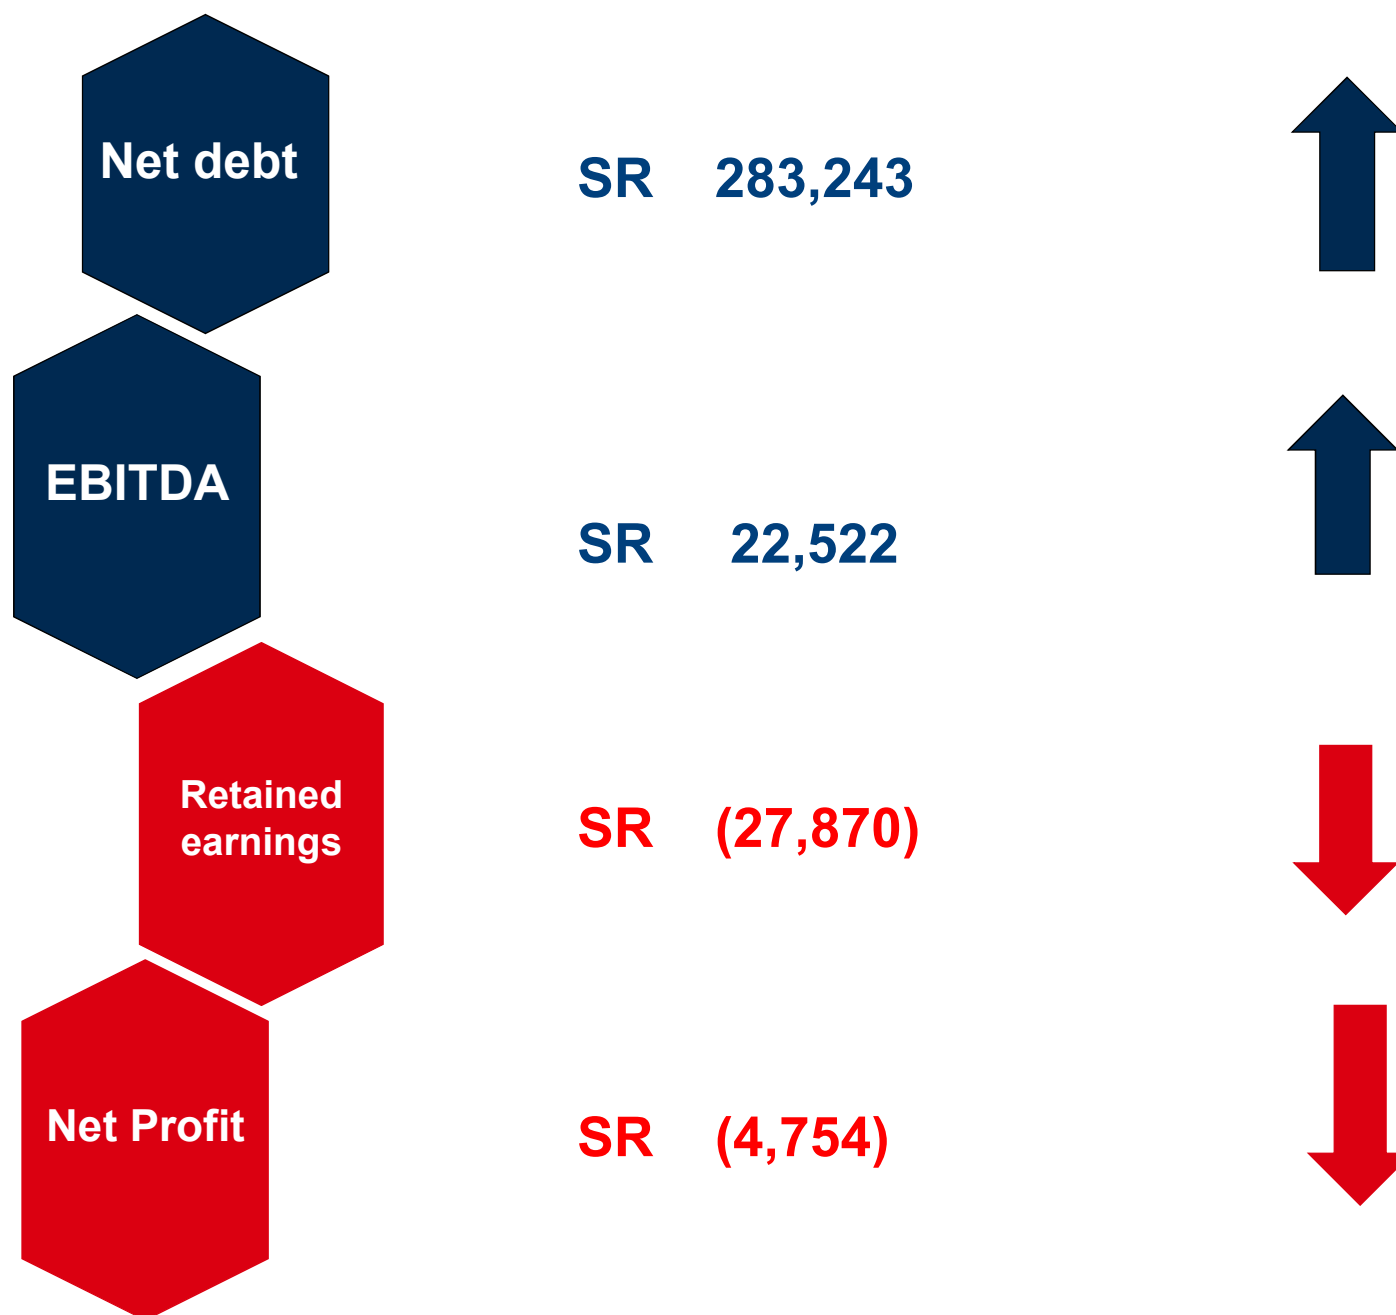 Net debt
SR 283,243
EBITDA
SR 22,522
Retained
earnings
SR (27,870)
Net Profit
SR (4,754)